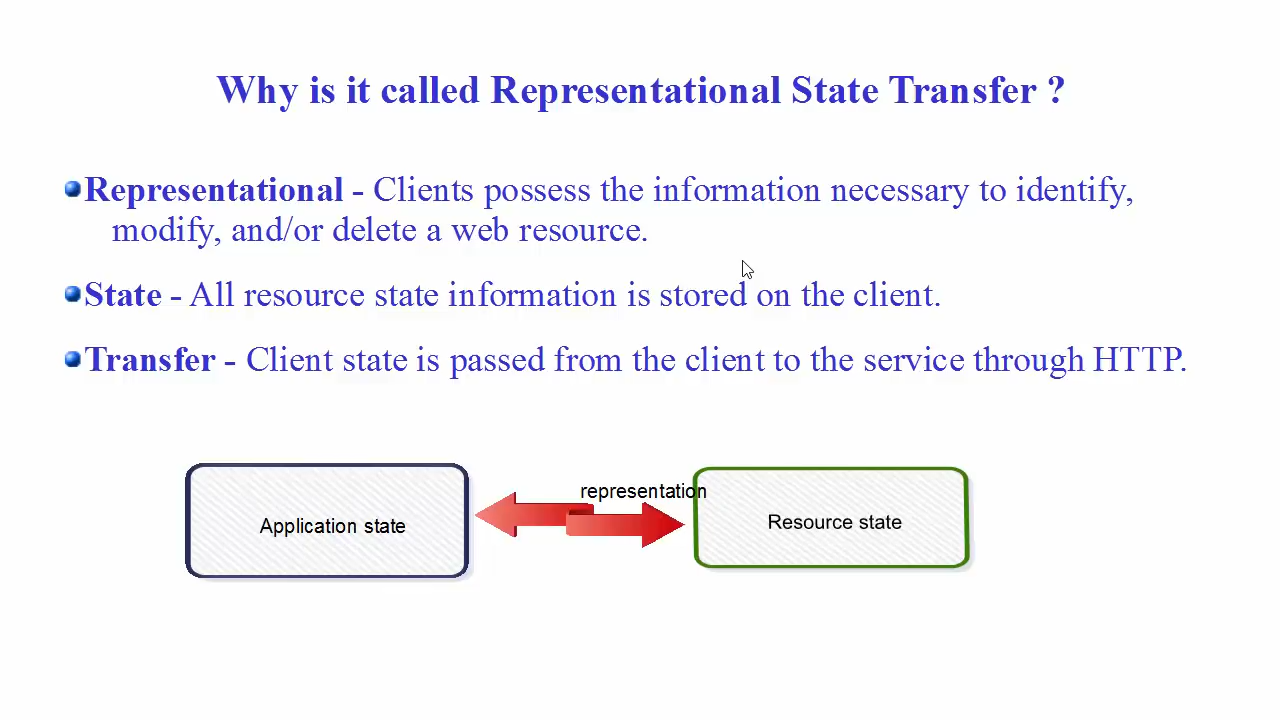 Why is it called Representational State Transfer ?
Representational - Clients possess the information necessary to identify,
modify, and/or delete a web resource.
State - All resource state information is stored on the client.
Transfer - Client state is passed from the client to the service through HTTP.
representation
Application state
Resource state